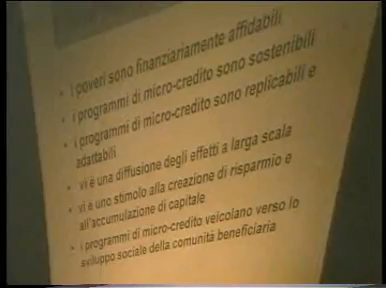 • i poveri sono finanziariamente affidabili
• i programmi di micro-credito sono sostenibili
• i programmi di micro-credito sono replicabili e
adattabili
• vi è una diffusione degli effetti a larga scala
• vi è uno stimolo alla creazione di risparmio e
all'accumulazione di capitale
• i programmi di micro-credito veicolano verso lo
sviluppo sociale della comunità beneficiaria